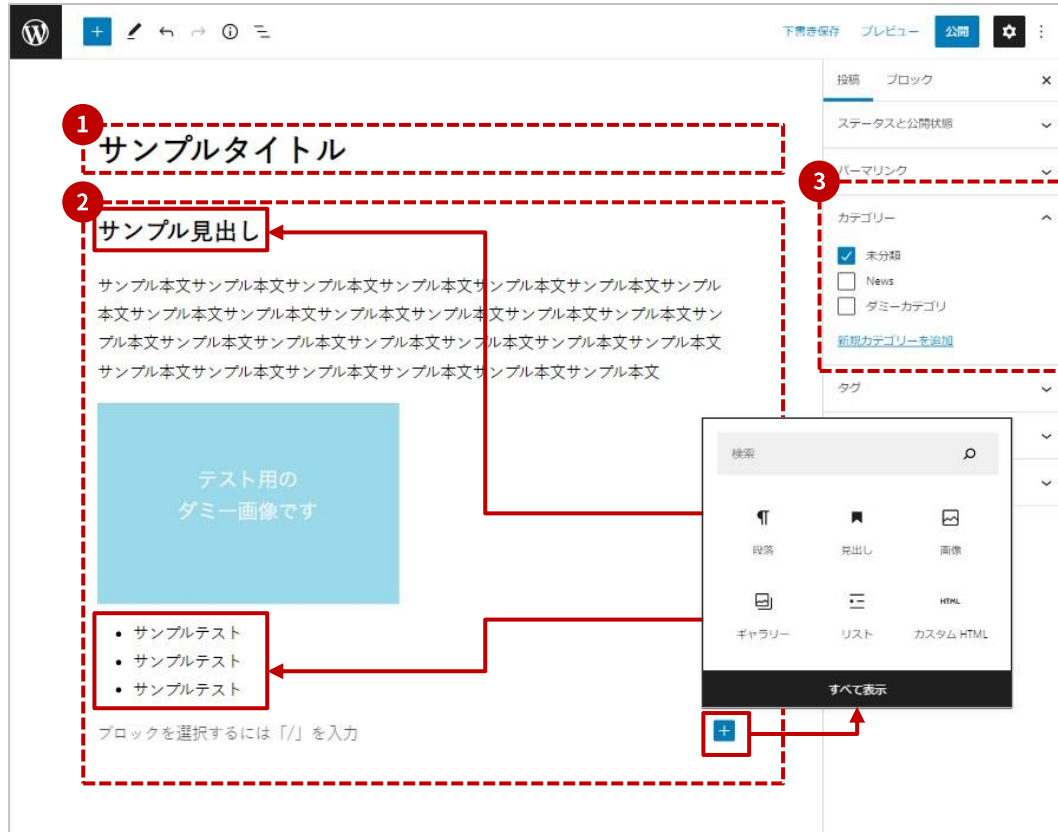 下書き保存 プレビュー 公開
投稿 ブロック
ステータスと公開状態
1
サンプルタイトル
パーマリンク
3
2
サンプル見出し
カテゴリー
未分類
News
ダミーカテゴリ
新規カテゴリーを追加
サンプル本文サンプル本文サンプル本文サンプル本文サンプル本文サンプル本文サンプル
本文サンプル本文サンプル本文サンプル本文サンプル本文サンプル本文サンプル本文サン
プル本文サンプル本文サンプル本文サンプル本文サンプル本文サンプル本文サンプル本文
サンプル本文サンプル本文サンプル本文サンプル本文サンプル本文サンプル本文
タグ
テスト用の
ダミー画像です
検索
段落 見出し 画像
HTML
ギャラリー リスト カスタム HTML
すべて表示
サンプルテスト
サンプルテスト
サンプルテスト
ブロックを選択するには「/」を入力